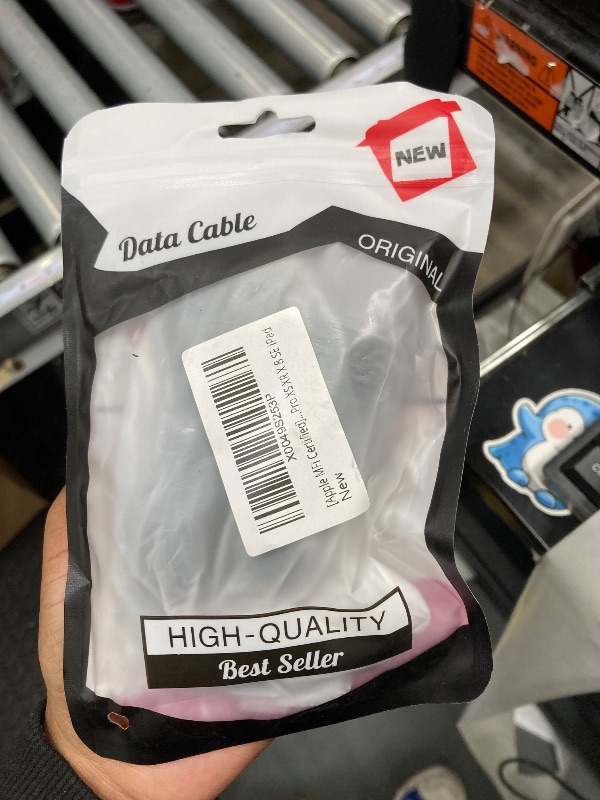 NEW
Data Cable
ORIGINAL
X0049S253P
[Apple MFi Certified]...Pro XS XR X 8 SE iPad
New
HIGH-QUALITY
Best Seller